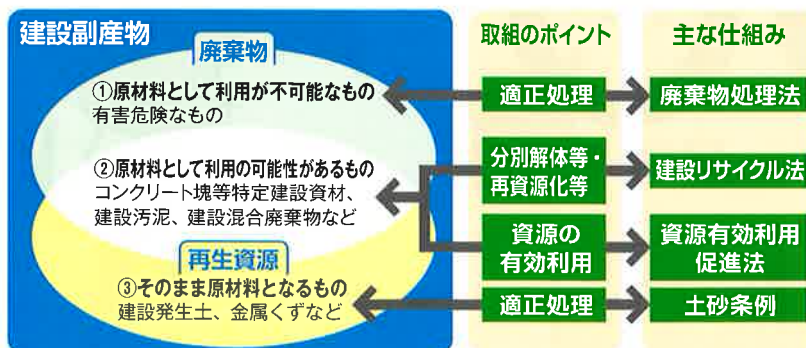 建設副産物
廃棄物
①原材料として利用が不可能なもの
有害危険なもの
②原材料として利用の可能性があるもの
コンクリート塊等特定建設資材、
建設汚泥、建設混合廃棄物など
再生資源
③そのまま原材料となるもの
建設発生土、金属くずなど
取組のポイント
適正処理
分別解体等・
再資源化等
資源の
有効利用
適正処理
主な仕組み
廃棄物処理法
建設リサイクル法
資源有効利用
促進法
土砂条例